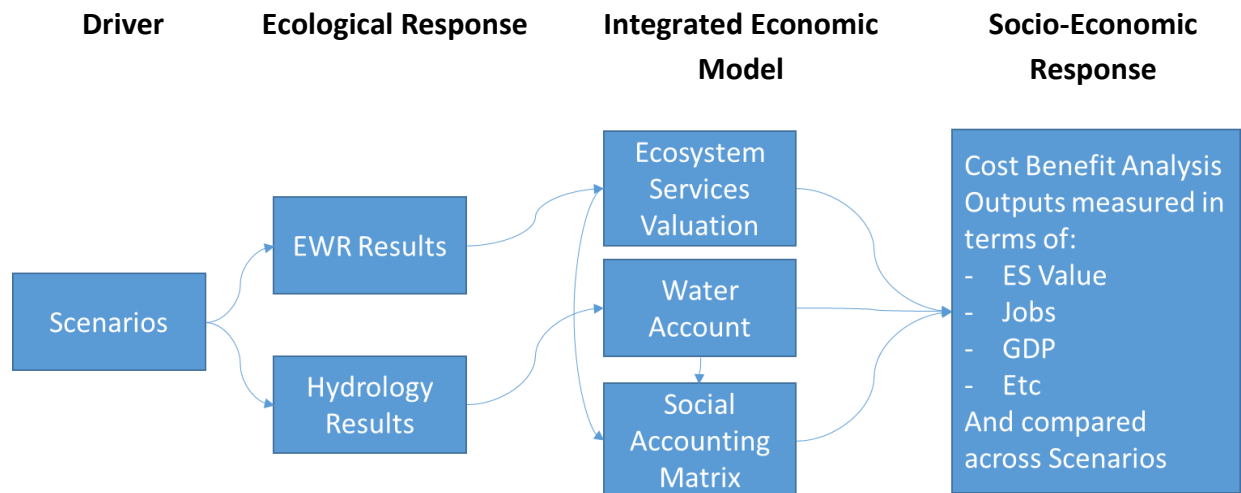 Driver
Ecological Response
Integrated Economic
Model
Socio-Economic
Response
Scenarios
EWR Results
Hydrology
Results
Ecosystem
Services
Valuation
Water
Account
Social
Accounting
Matrix
Cost Benefit Analysis
Outputs measured in
terms of:
- ES Value
- Jobs
- GDP
- Etc
And compared
across Scenarios